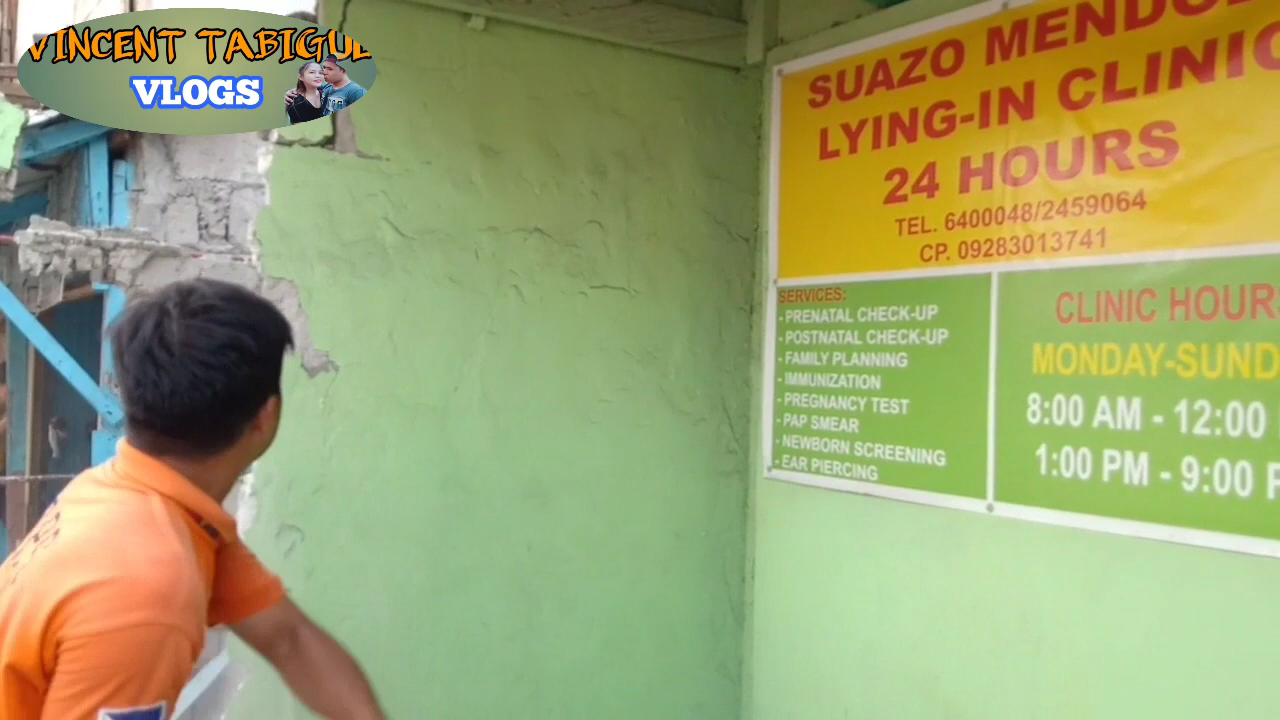 VINCENT TABIGUE
VLOGS
SUAZO
LYING-IN CLINIC
24 HOURS
TEL. 6400048/2459064
CP. 09283013741
SERVICES:
- PRENATAL CHECK-UP
- POSTNATAL CHECK-UP
- FAMILY PLANNING
- IMMUNIZATION
- PREGNANCY TEST
- PAP SMEAR
- NEWBORN SCREENING
- EAR PIERCING
CLINIC HOUR
MONDAY-SUND
8:00 AM - 12:00
1:00 PM - 9:00 P